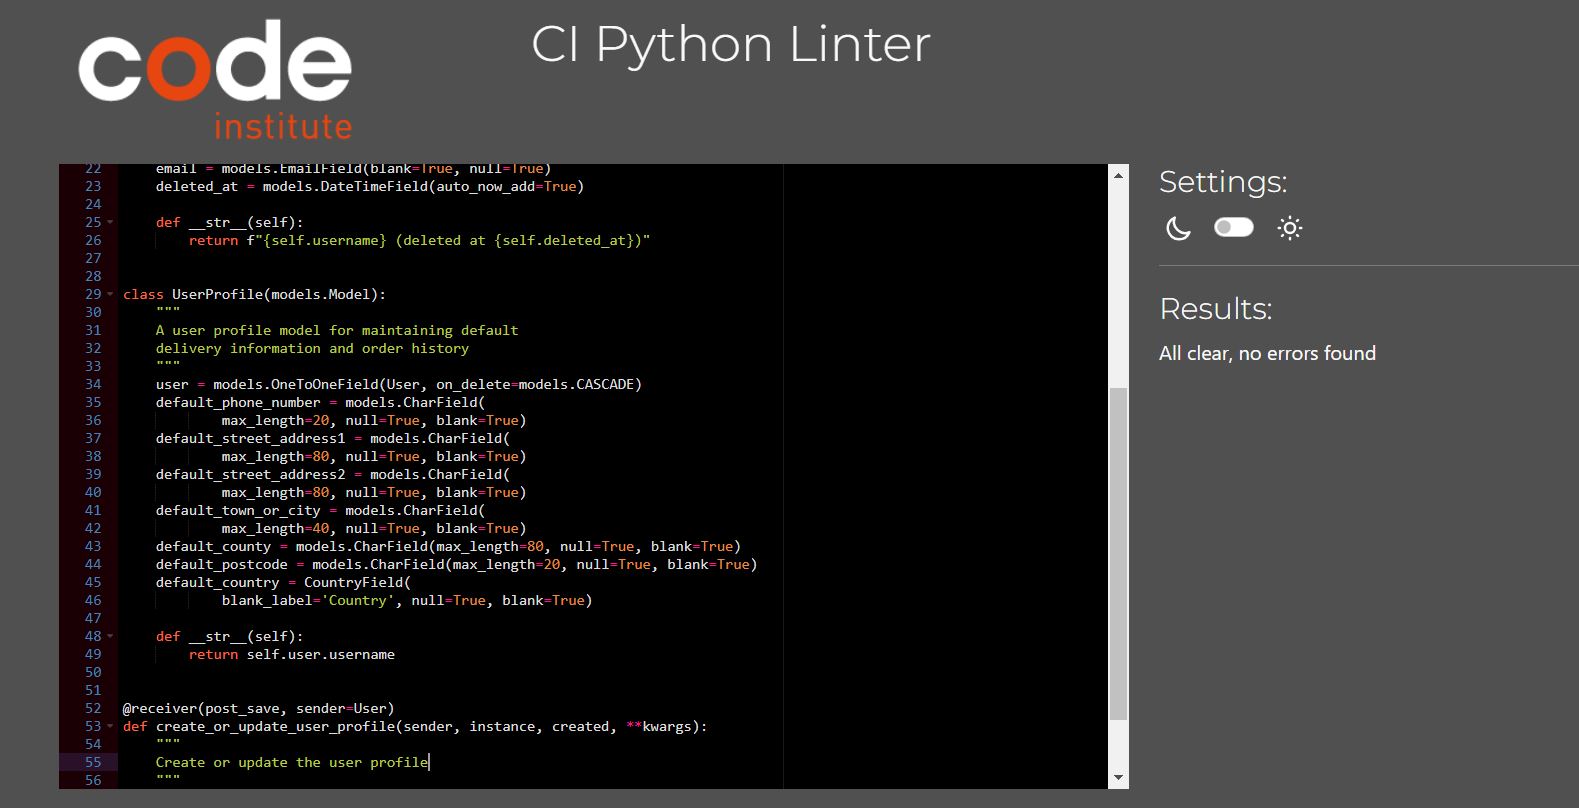 code
institute
CI Python Linter
22 email = models.EmailField(blank=True, null=True)
23 deleted_at = models.DateTimeField(auto_now_add=True)
24
25 def __str__(self):
26 return f"{self.username} (deleted at {self.deleted_at})"
27
28
29 class UserProfile(models.Model):
30 """
31 A user profile model for maintaining default
32 delivery information and order history
33 """
34 user = models.OneToOneField(User, on_delete=models.CASCADE)
35 default_phone_number = models.CharField(
36 max_length=20, null=True, blank=True)
37 default_street_address1 = models.CharField(
38 max_length=80, null=True, blank=True)
39 default_street_address2 = models.CharField(
40 max_length=80, null=True, blank=True)
41 default_town_or_city = models.CharField(
42 max_length=40, null=True, blank=True)
43 default_county = models.CharField(max_length=80, null=True, blank=True)
44 default_postcode = models.CharField(max_length=20, null=True, blank=True)
45 default_country = CountryField(
46 blank_label='Country', null=True, blank=True)
47
48 def __str__(self):
49 return self.user.username
50
51
52 @receiver(post_save, sender=User)
53 def create_or_update_user_profile(sender, instance, created, **kwargs):
54 """
55 Create or update the user profile
56 """
Settings:
Results:
All clear, no errors found